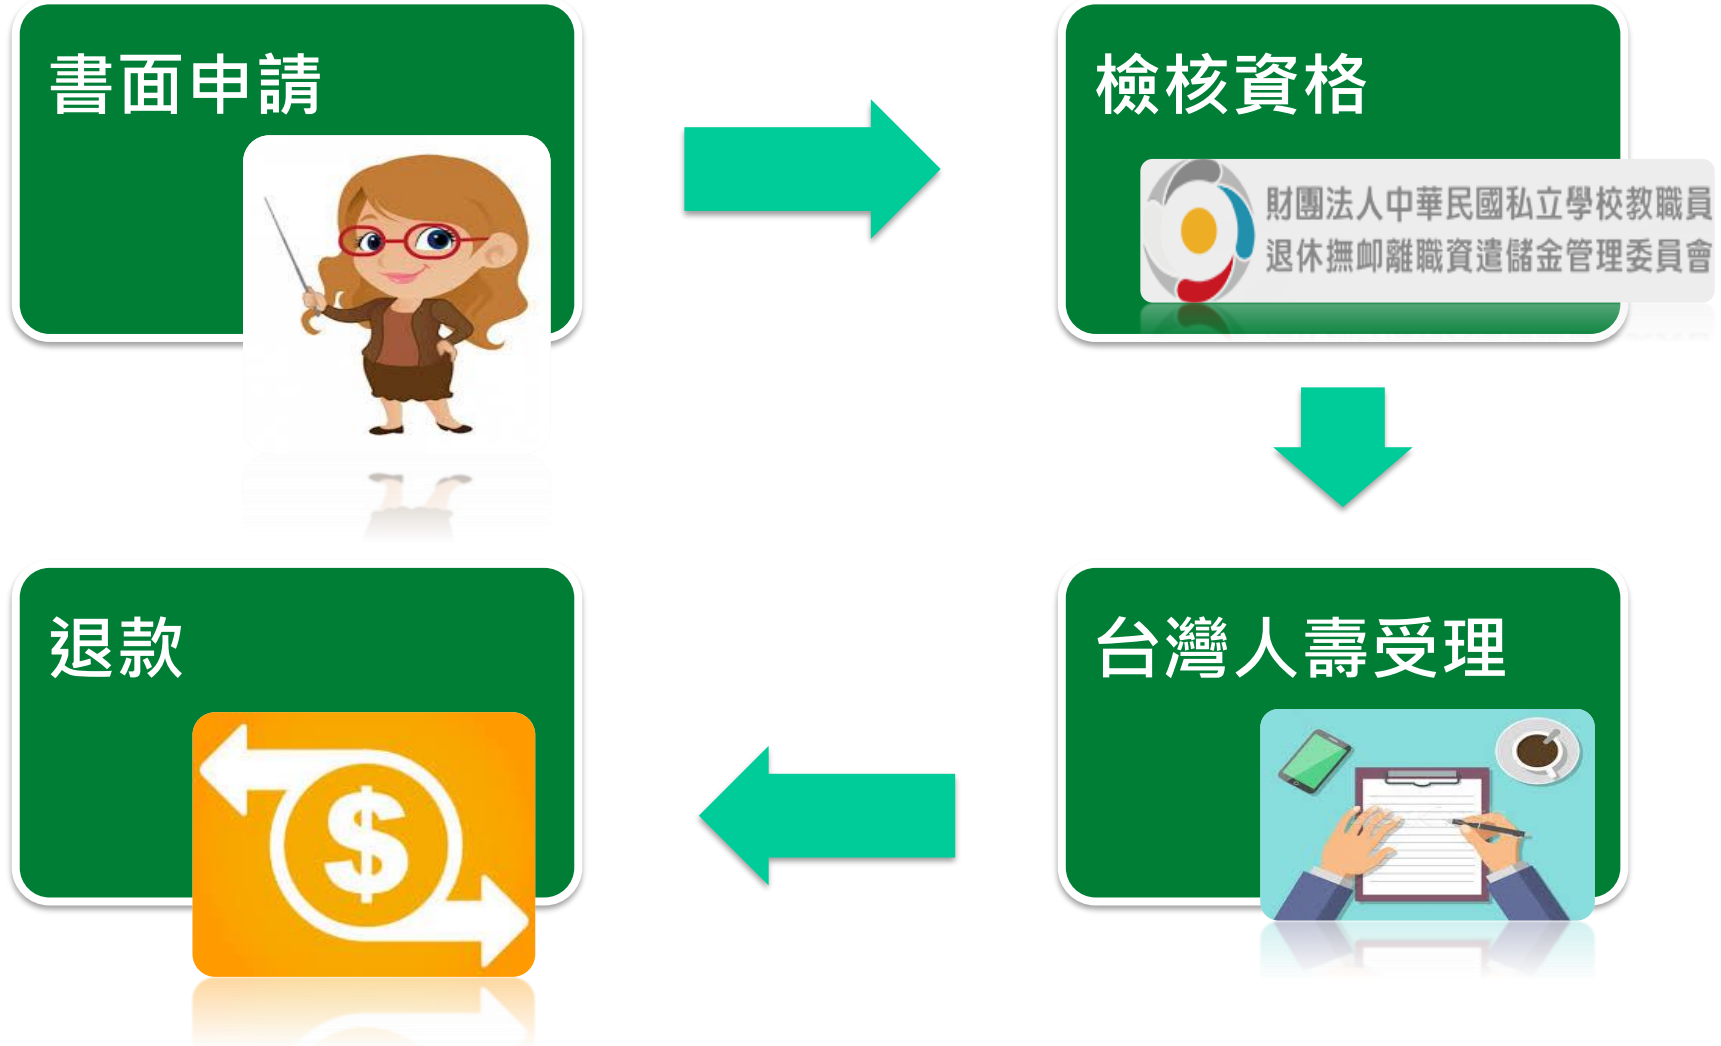 書面申請
檢核資格
財團法人中華民國私立學校教職員
退休撫卹離職資遣儲金管理委員會
台灣人壽受理
退款
$